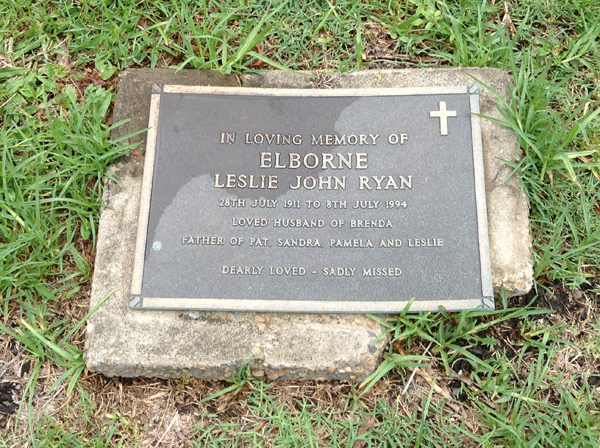 IN LOVING MEMORY OF
ELBORNE
LESLIE JOHN RYAN
28TH JULY 1911 TO 8TH JULY 1994
LOVED HUSBAND OF BRENDA
FATHER OF PAT, SANDRA, PAMELA AND LESLIE
DEARLY LOVED - SADLY MISSED